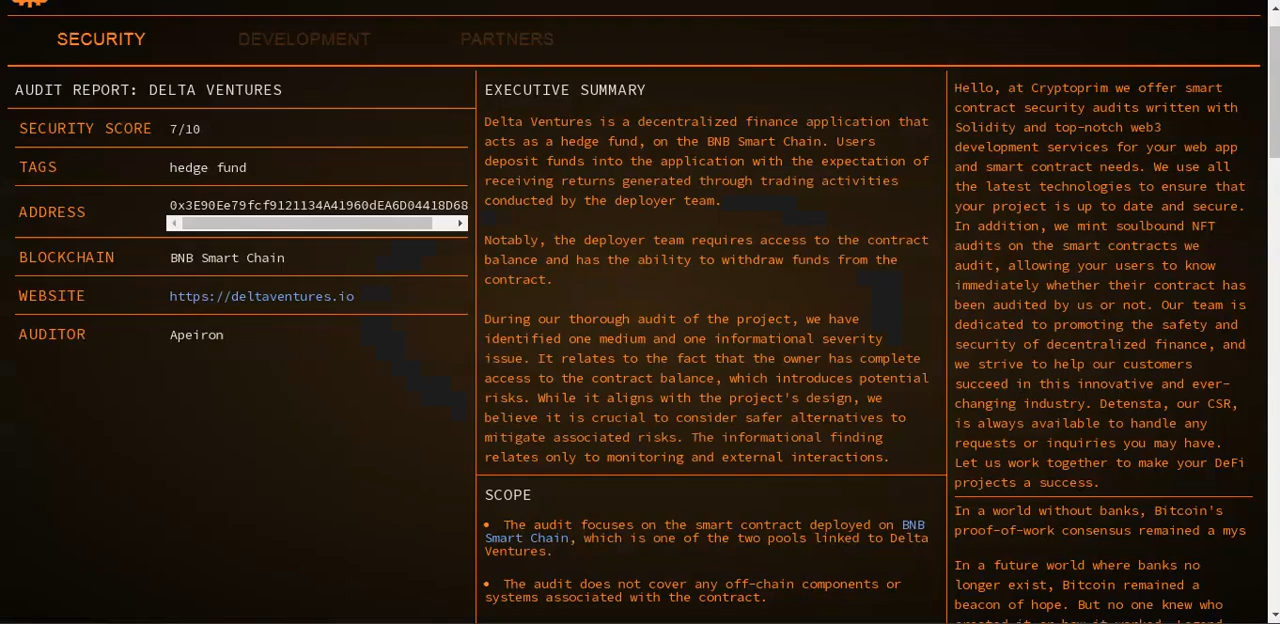 SECURITY
DEVELOPMENT
PARTNERS
AUDIT REPORT: DELTA VENTURES
SECURITY SCORE 7/10
TAGS hedge fund
ADDRESS 0x3E90Ee79fcf9121134A41960dEA6D04418D68
BLOCKCHAIN BNB Smart Chain
WEBSITE https://deltaventures.io
AUDITOR Apeiron
EXECUTIVE SUMMARY
Delta Ventures is a decentralized finance application that
acts as a hedge fund, on the BNB Smart Chain. Users
deposit funds into the application with the expectation of
receiving returns generated through trading activities
conducted by the deployer team.
Notably, the deployer team requires access to the contract
balance and has the ability to withdraw funds from the
contract.
During our thorough audit of the project, we have
identified one medium and one informational severity
issue. It relates to the fact that the owner has complete
access to the contract balance, which introduces potential
risks. While it aligns with the project's design, we
believe it is crucial to consider safer alternatives to
mitigate associated risks. The informational finding
relates only to monitoring and external interactions.
SCOPE
• The audit focuses on the smart contract deployed on BNB
Smart Chain, which is one of the two pools linked to Delta
Ventures.
• The audit does not cover any off-chain components or
systems associated with the contract.
Hello, at Cryptoprim we offer smart
contract security audits written with
Solidity and top-notch web3
development services for your web app
and smart contract needs. We use all
the latest technologies to ensure that
your project is up to date and secure.
In addition, we mint soulbound NFT
audits on the smart contracts we
audit, allowing your users to know
immediately whether their contract has
been audited by us or not. Our team is
dedicated to promoting the safety and
security of decentralized finance, and
we strive to help our customers
succeed in this innovative and ever-
changing industry. Detensta, our CSR,
is always available to handle any
requests or inquiries you may have.
Let us work together to make your DeFi
projects a success.
In a world without banks, Bitcoin's
proof-of-work consensus remained a mys
In a future world where banks no
longer exist, Bitcoin remained a
beacon of hope. But no one knew who